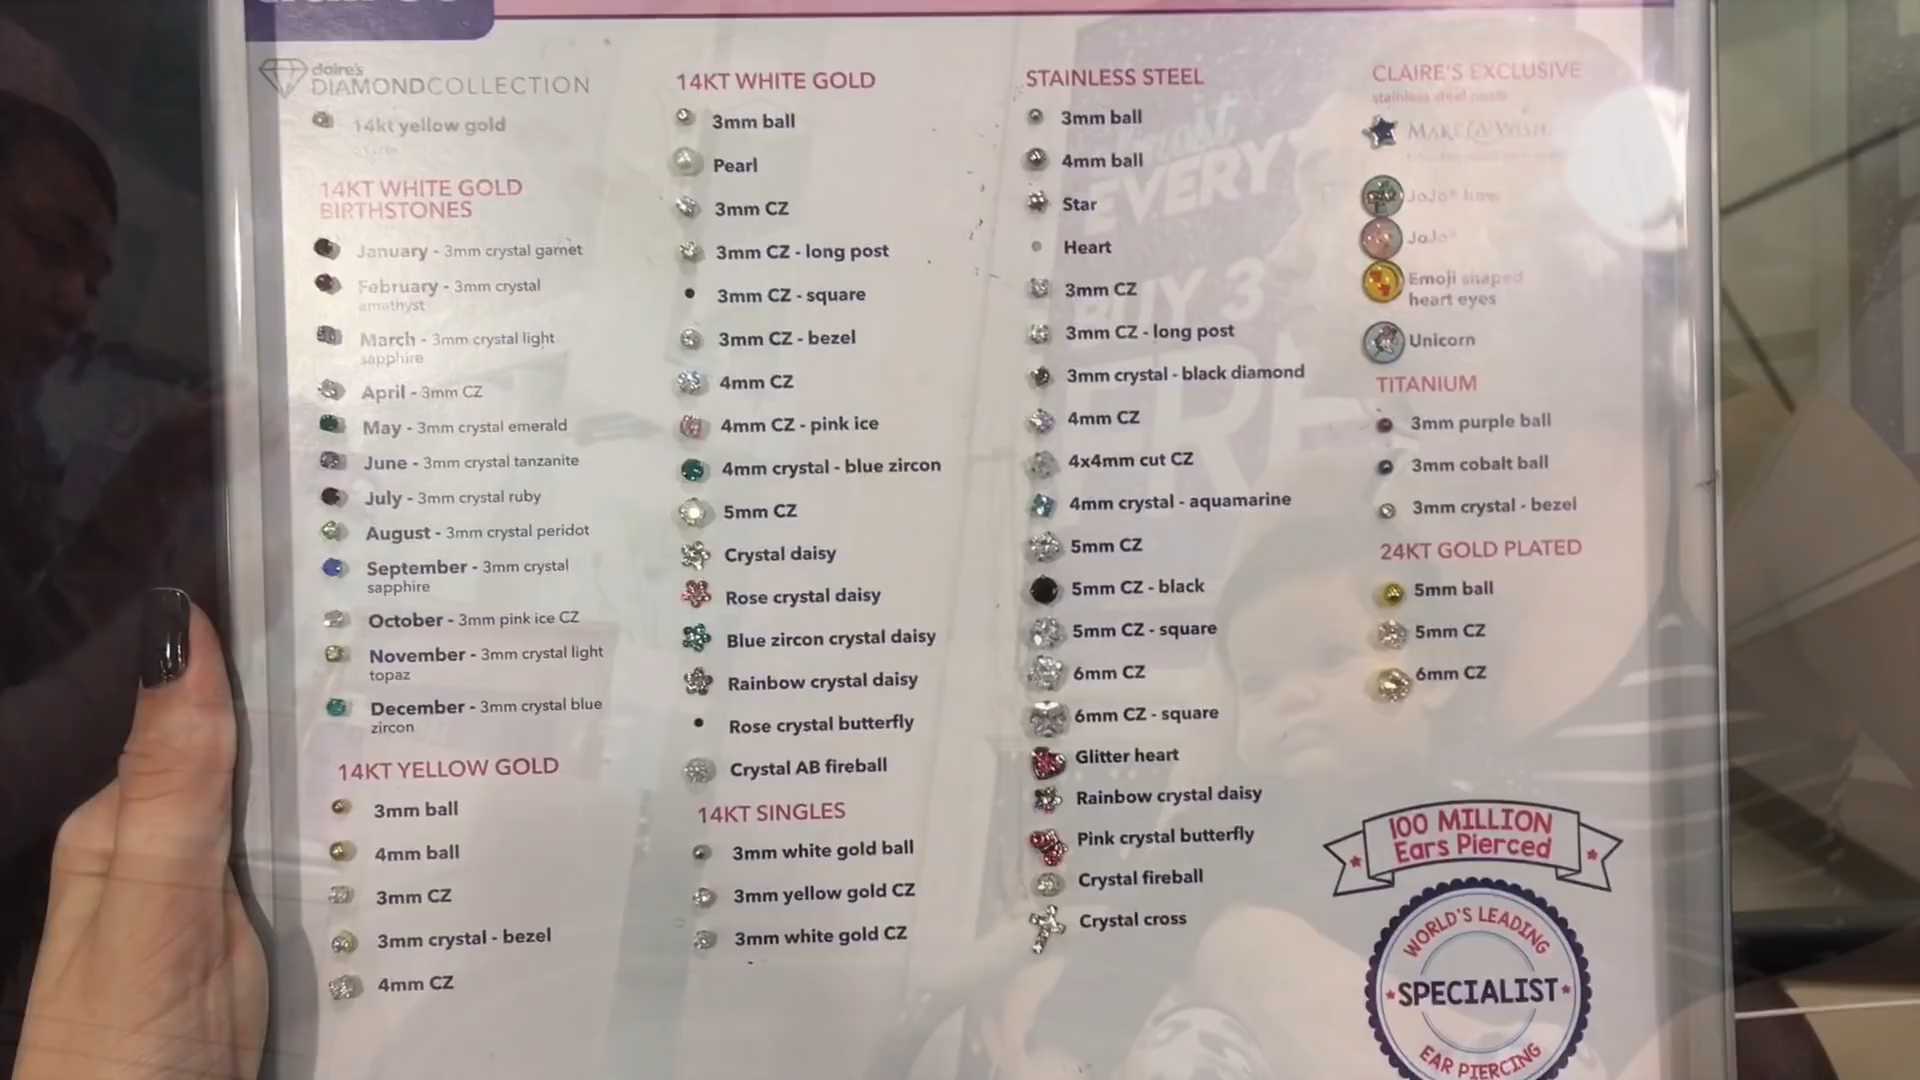 claire's
DIAMONDCOLLECTION
14kt yellow gold
14KT WHITE GOLD
BIRTHSTONES
January - 3mm crystal garnet
February - 3mm crystal
amethyst
March - 3mm crystal light
sapphire
April - 3mm CZ
May - 3mm crystal emerald
June - 3mm crystal tanzanite
July - 3mm crystal ruby
August - 3mm crystal peridot
September - 3mm crystal
sapphire
October - 3mm pink ice CZ
November - 3mm crystal light
topaz
December - 3mm crystal blue
zircon
14KT YELLOW GOLD
3mm ball
4mm ball
3mm CZ
3mm crystal - bezel
4mm CZ
14KT WHITE GOLD
3mm ball
Pearl
3mm CZ
3mm CZ - long post
3mm CZ - square
3mm CZ - bezel
4mm CZ
4mm CZ - pink ice
4mm crystal - blue zircon
5mm CZ
Crystal daisy
Rose crystal daisy
Blue zircon crystal daisy
Rainbow crystal daisy
Rose crystal butterfly
Crystal AB fireball
14KT SINGLES
3mm white gold ball
3mm yellow gold CZ
3mm white gold CZ
STAINLESS STEEL
3mm ball
4mm ball
Star
Heart
3mm CZ
3mm CZ - long post
3mm crystal - black diamond
4mm CZ
4x4mm cut CZ
4mm crystal - aquamarine
5mm CZ
5mm CZ - black
5mm CZ - square
6mm CZ
6mm CZ - square
Glitter heart
Rainbow crystal daisy
Pink crystal butterfly
Crystal fireball
Crystal cross
CLAIRE'S EXCLUSIVE
stainless steel posts
MAKE A WISH
JoJo® bow
JoJo®
Emoji shaped
heart eyes
Unicorn
TITANIUM
3mm purple ball
3mm cobalt ball
3mm crystal - bezel
24KT GOLD PLATED
5mm ball
5mm CZ
6mm CZ
100 MILLION
Ears Pierced
WORLD'S LEADING
SPECIALIST
EAR PIERCING
EVERY
BUY 3